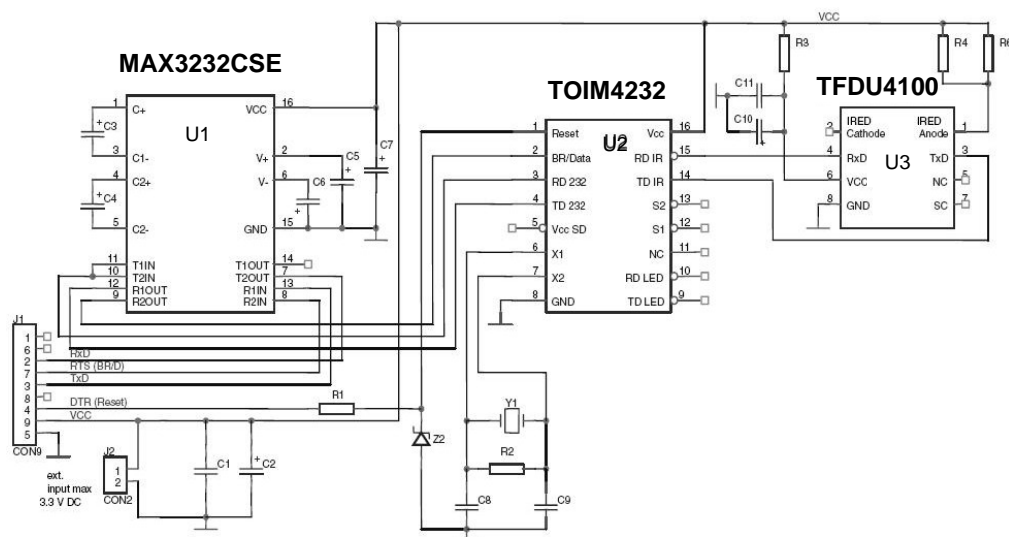 VCC
MAX3232CSE
TOIM4232
TFDU4100
R3
R4
R6
C11
C10
U1
1 C+ VCC 16
C3
3 C1-
4 C2+
C4
5 C2-
V+ 2
V- 6
GND 15
C5
C6
C7
11 T1IN T1OUT 14
10 T2IN T2OUT 7
12 R1OUT R1IN 13
9 R2OUT R2IN 8
U2
1 Reset Vcc 16
2 BR/Data RD IR 15
3 RD 232 TD IR 14
4 TD 232 S2 13
5 Vcc SD S1 12
6 X1 NC 11
7 X2 RD LED 10
8 GND TD LED 9
U3
2 IRED Cathode
IRED Anode 1
4 RxD TxD 3
6 VCC NC 5
8 GND SC 7
J1
1
6
2 RxD
7 RTS (BR/D)
3 TxD
8
4 DTR (Reset)
9 VCC
5
CON9
R1
Z2
Y1
R2
C8
C9
J2
1
2
CON2
C1
C2
ext.
input max
3.3 V DC